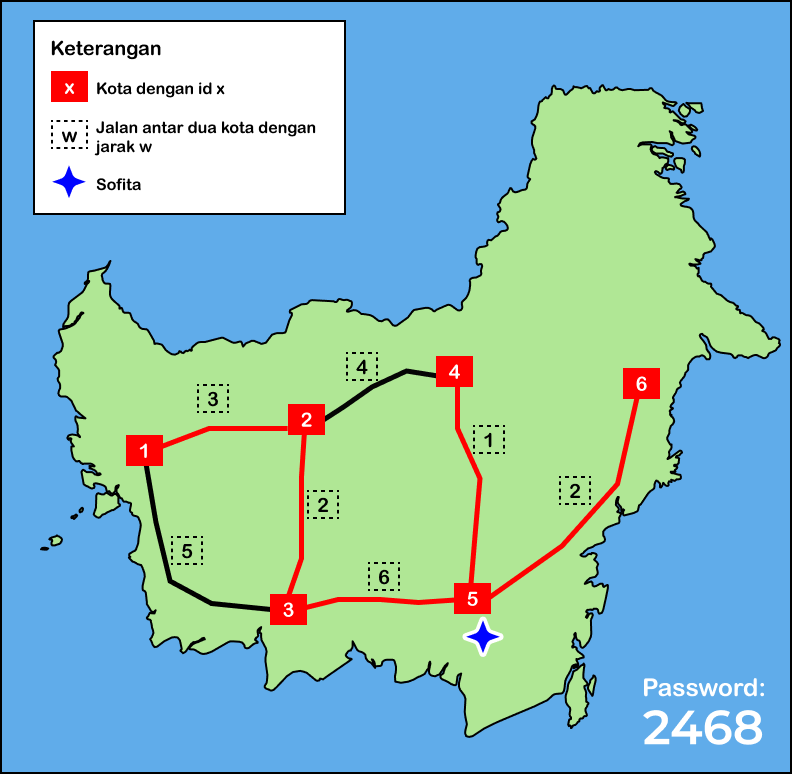 Keterangan
x Kota dengan id x
w Jalan antar dua kota dengan
jarak w
Sofita
4
4
6
3
2
1
1
2
2
5
6
5
3
Password:
2468